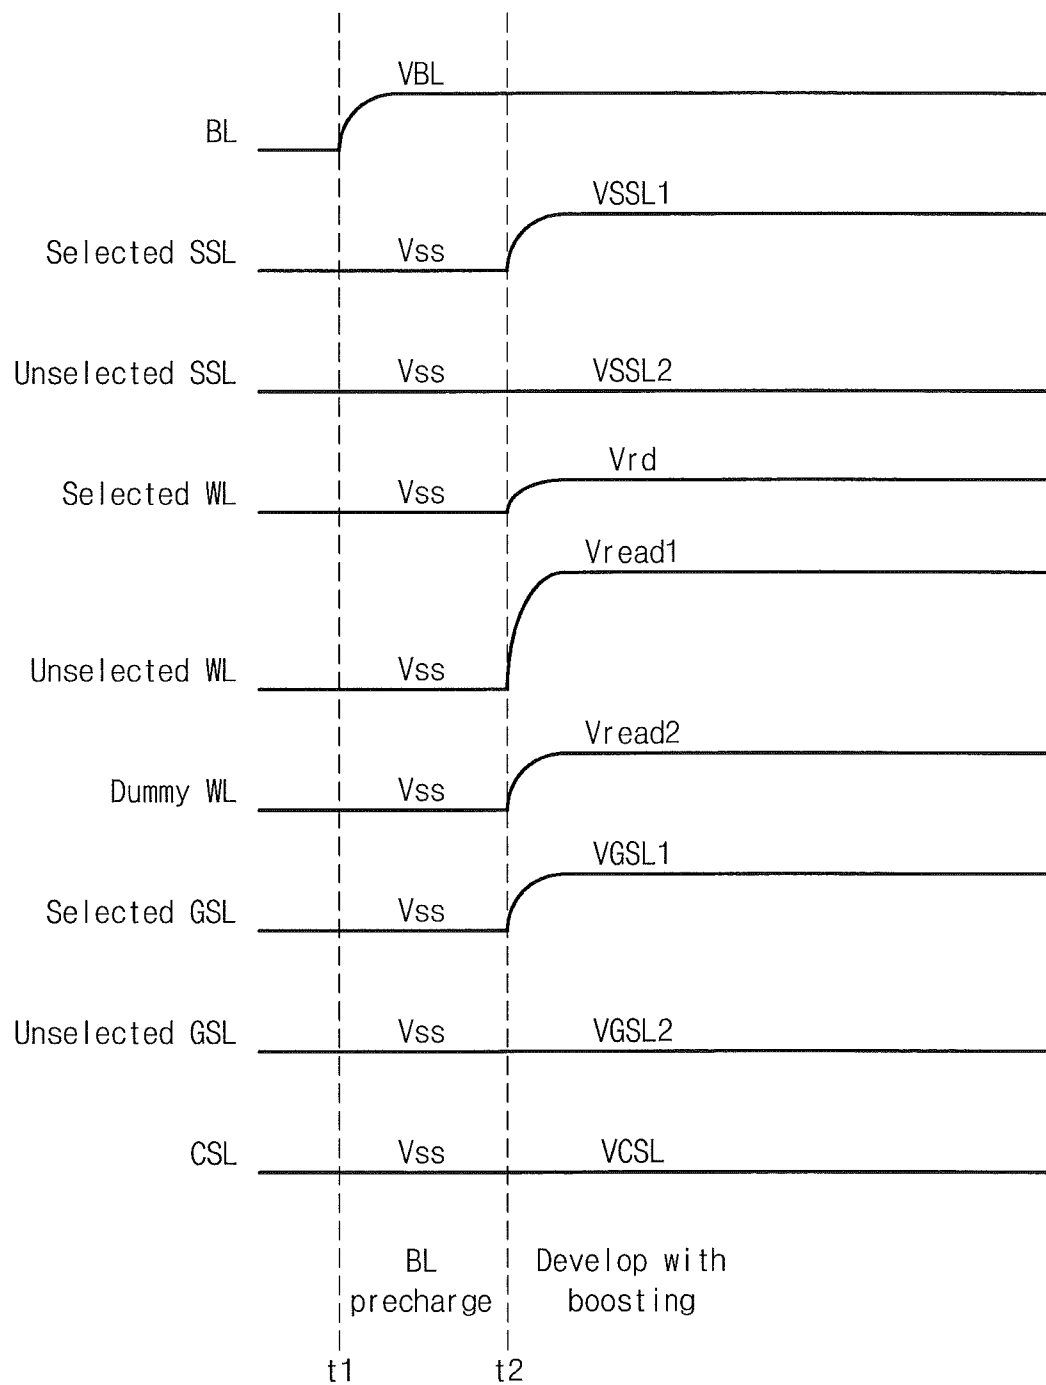 VBL
BL
VSSL1
Selected SSL
Vss
Unselected SSL
Vss
VSSL2
Vrd
Selected WL
Vss
Vread1
Unselected WL
Vss
Vread2
Dummy WL
Vss
VGSL1
Selected GSL
Vss
Unselected GSL
Vss
VGSL2
CSL
Vss
VCSL
BL
precharge
Develop with
boosting
t1
t2